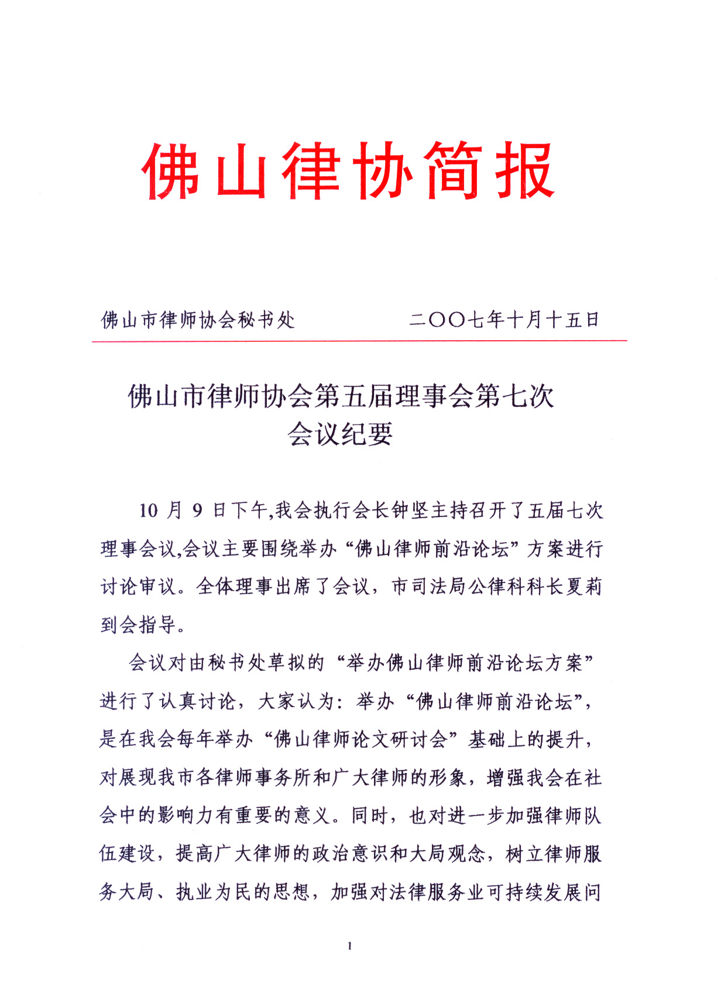 佛山律协简报
佛山市律师协会秘书处 二〇〇七年十月十五日
佛山市律师协会第五届理事会第七次
会议纪要
10 月 9 日下午,我会执行会长钟坚主持召开了五届七次
理事会议,会议主要围绕举办“佛山律师前沿论坛”方案进行
讨论审议。全体理事出席了会议，市司法局公律科科长夏莉
到会指导。
会议对由秘书处草拟的“举办佛山律师前沿论坛方案”
进行了认真讨论，大家认为：举办“佛山律师前沿论坛”，
是在我会每年举办“佛山律师论文研讨会”基础上的提升，
对展现我市各律师事务所和广大律师的形象，增强我会在社
会中的影响力有重要的意义。同时，也对进一步加强律师队
伍建设，提高广大律师的政治意识和大局观念，树立律师服
务大局、执业为民的思想，加强对法律服务业可持续发展问
1